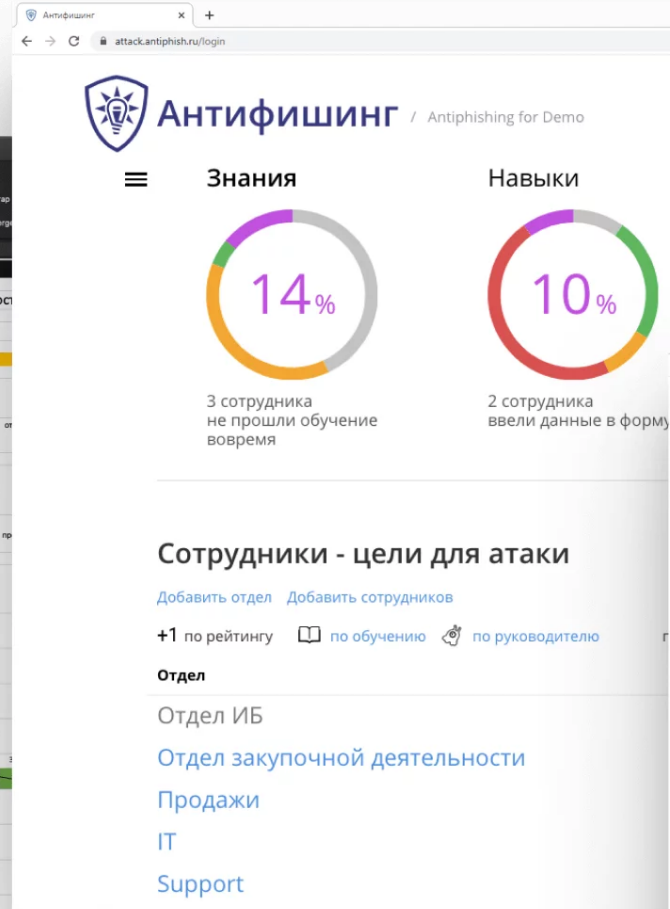 Антифишинг
attack.antiphish.ru/login
Антифишинг / Antiphishing for Demo
Знания
Навыки
14%
10%
3 сотрудника
не прошли обучение
вовремя
2 сотрудника
ввели данные в форму
Сотрудники - цели для атаки
Добавить отдел Добавить сотрудников
+1 по рейтингу по обучению по руководителю
Отдел
Отдел ИБ
Отдел закупочной деятельности
Продажи
IT
Support